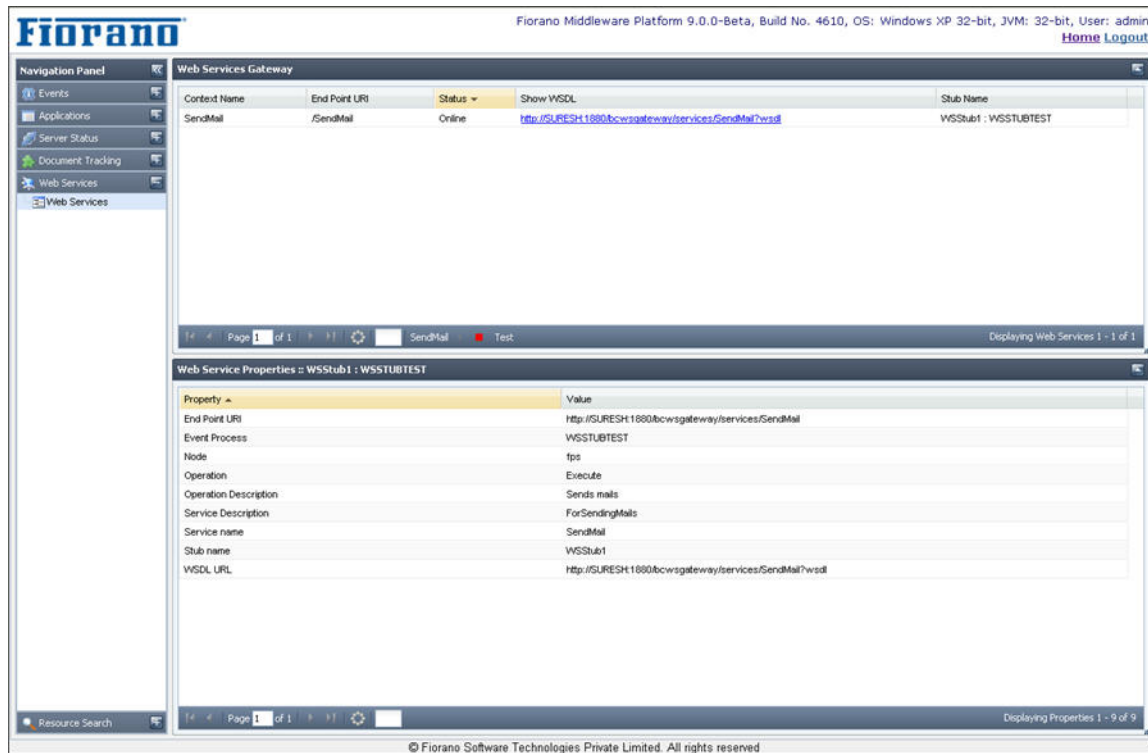 Fiorano
Fiorano Middleware Platform 9.0.0-Beta, Build No. 4610, OS: Windows XP 32-bit, JVM: 32-bit, User: admin
Home Logout
Navigation Panel
Events
Applications
Server Status
Document Tracking
Web Services
Web Services
Resource Search
Web Services Gateway
Context Name End Point URI Status Show WSDL Stub Name
SendMail /SendMail Online http://SURESH:1880/bcwsgateway/services/SendMail?wsdl WSStub1 : WSSTUBTEST
Page 1 of 1 SendMail Test Displaying Web Services 1 - 1 of 1
Web Service Properties :: WSStub1 : WSSTUBTEST
Property Value
End Point URI http://SURESH:1880/bcwsgateway/services/SendMail
Event Process WSSTUBTEST
Node fps
Operation Execute
Operation Description Sends mails
Service Description ForSendingMails
Service name SendMail
Stub name WSStub1
WSDL URL http://SURESH:1880/bcwsgateway/services/SendMail?wsdl
Page 1 of 1 Displaying Properties 1 - 9 of 9
© Fiorano Software Technologies Private Limited. All rights reserved